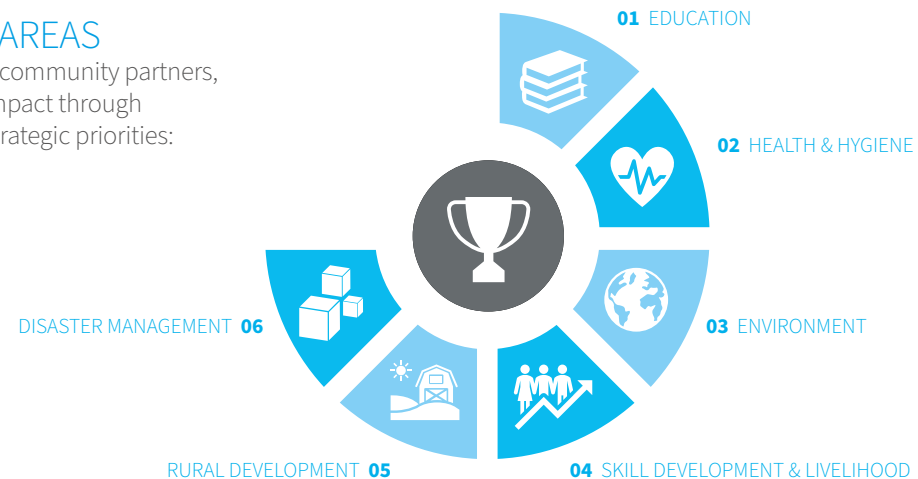 AREAS
community partners,
npact through
rategic priorities:
01 EDUCATION
02 HEALTH & HYGIENE
03 ENVIRONMENT
04 SKILL DEVELOPMENT & LIVELIHOOD
RURAL DEVELOPMENT 05
DISASTER MANAGEMENT 06